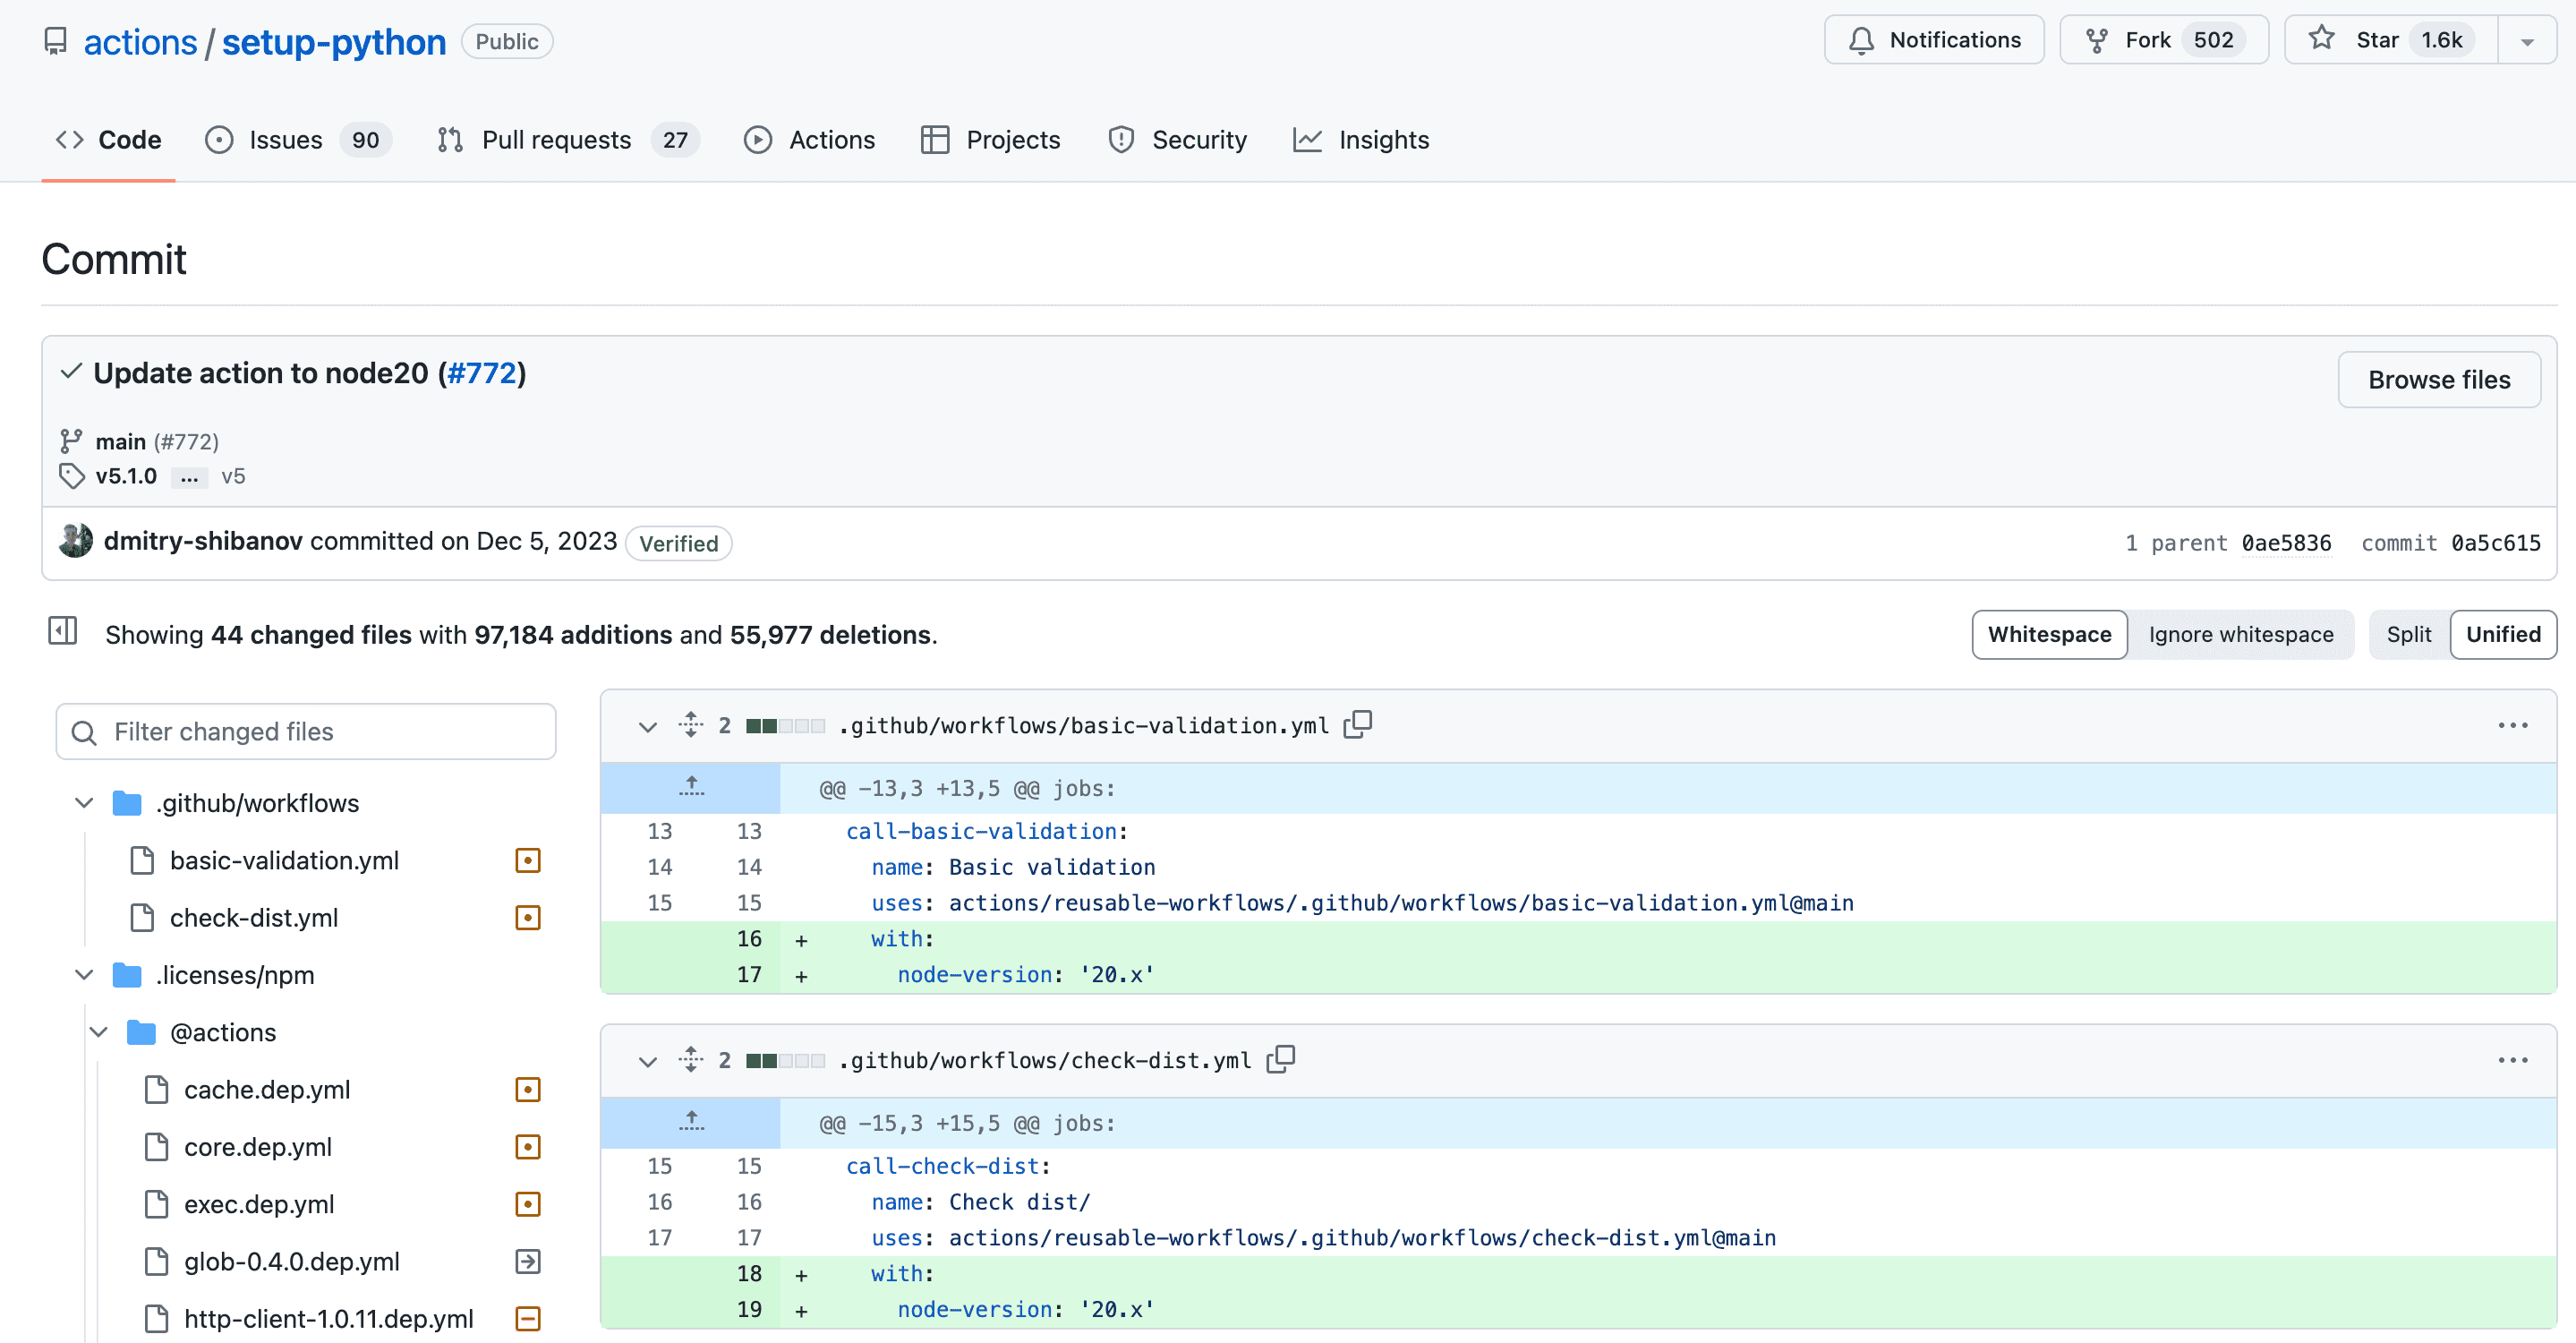 actions / setup-python Public Notifications Fork 502 Star 1.6k
Code Issues 90 Pull requests 27 Actions Projects Security Insights
Commit
Update action to node20 (#772)
Browse files
main (#772)
v5.1.0 ... v5
dmitry-shibanov committed on Dec 5, 2023 Verified
1 parent 0ae5836 commit 0a5c615
Showing 44 changed files with 97,184 additions and 55,977 deletions.
Whitespace Ignore whitespace Split Unified
Filter changed files
.github/workflows
basic-validation.yml
check-dist.yml
.licenses/npm
@actions
cache.dep.yml
core.dep.yml
exec.dep.yml
glob-0.4.0.dep.yml
http-client-1.0.11.dep.yml
2 .github/workflows/basic-validation.yml
@@ -13,3 +13,5 @@ jobs:
13 13 call-basic-validation:
14 14 name: Basic validation
15 15 uses: actions/reusable-workflows/.github/workflows/basic-validation.yml@main
16 + with:
17 + node-version: '20.x'
2 .github/workflows/check-dist.yml
@@ -15,3 +15,5 @@ jobs:
15 15 call-check-dist:
16 16 name: Check dist/
17 17 uses: actions/reusable-workflows/.github/workflows/check-dist.yml@main
18 + with:
19 + node-version: '20.x'